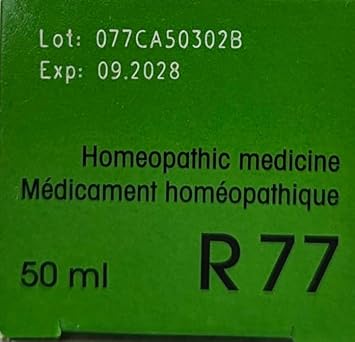 Lot: 077CA50302B
Exp: 09.2028
Homeopathic medicine
Médicament homéopathique
50 ml R 77